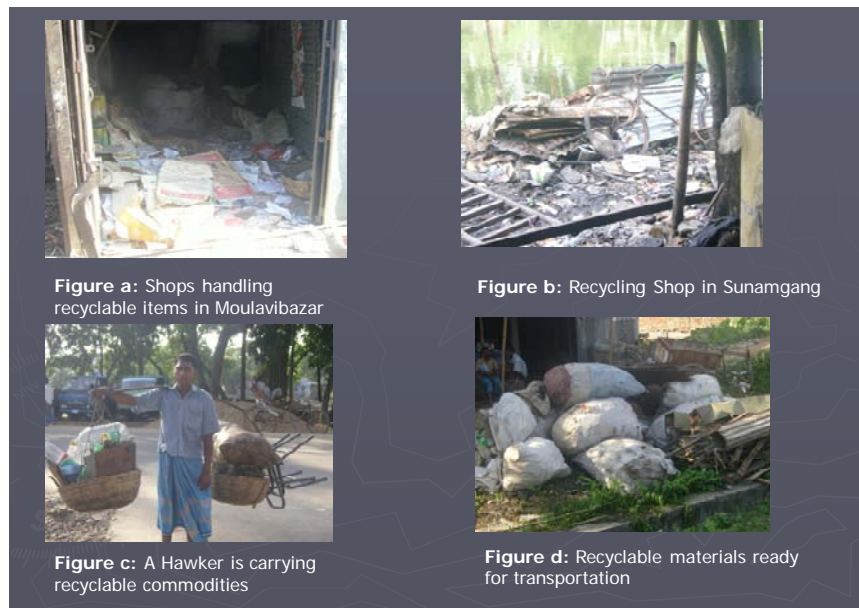 Figure a: Shops handling
recyclable items in Moulavibazar
Figure b: Recycling Shop in Sunamgang
Figure c: A Hawker is carrying
recyclable commodities
Figure d: Recyclable materials ready
for transportation